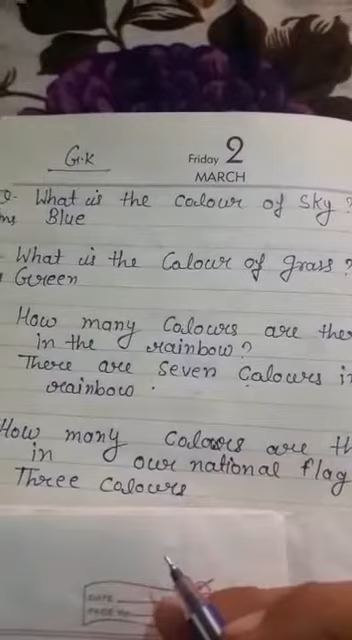 G.K
Friday 2
MARCH
What is the colour of Sky ?
Blue
What is the Colour of grass ?
Green
How many Colours are ther
in the rainbow ?
There are Seven Colours in
rainbow .
How many Colours are th
in our national flag
Three Colours
DATE
PAGE No.